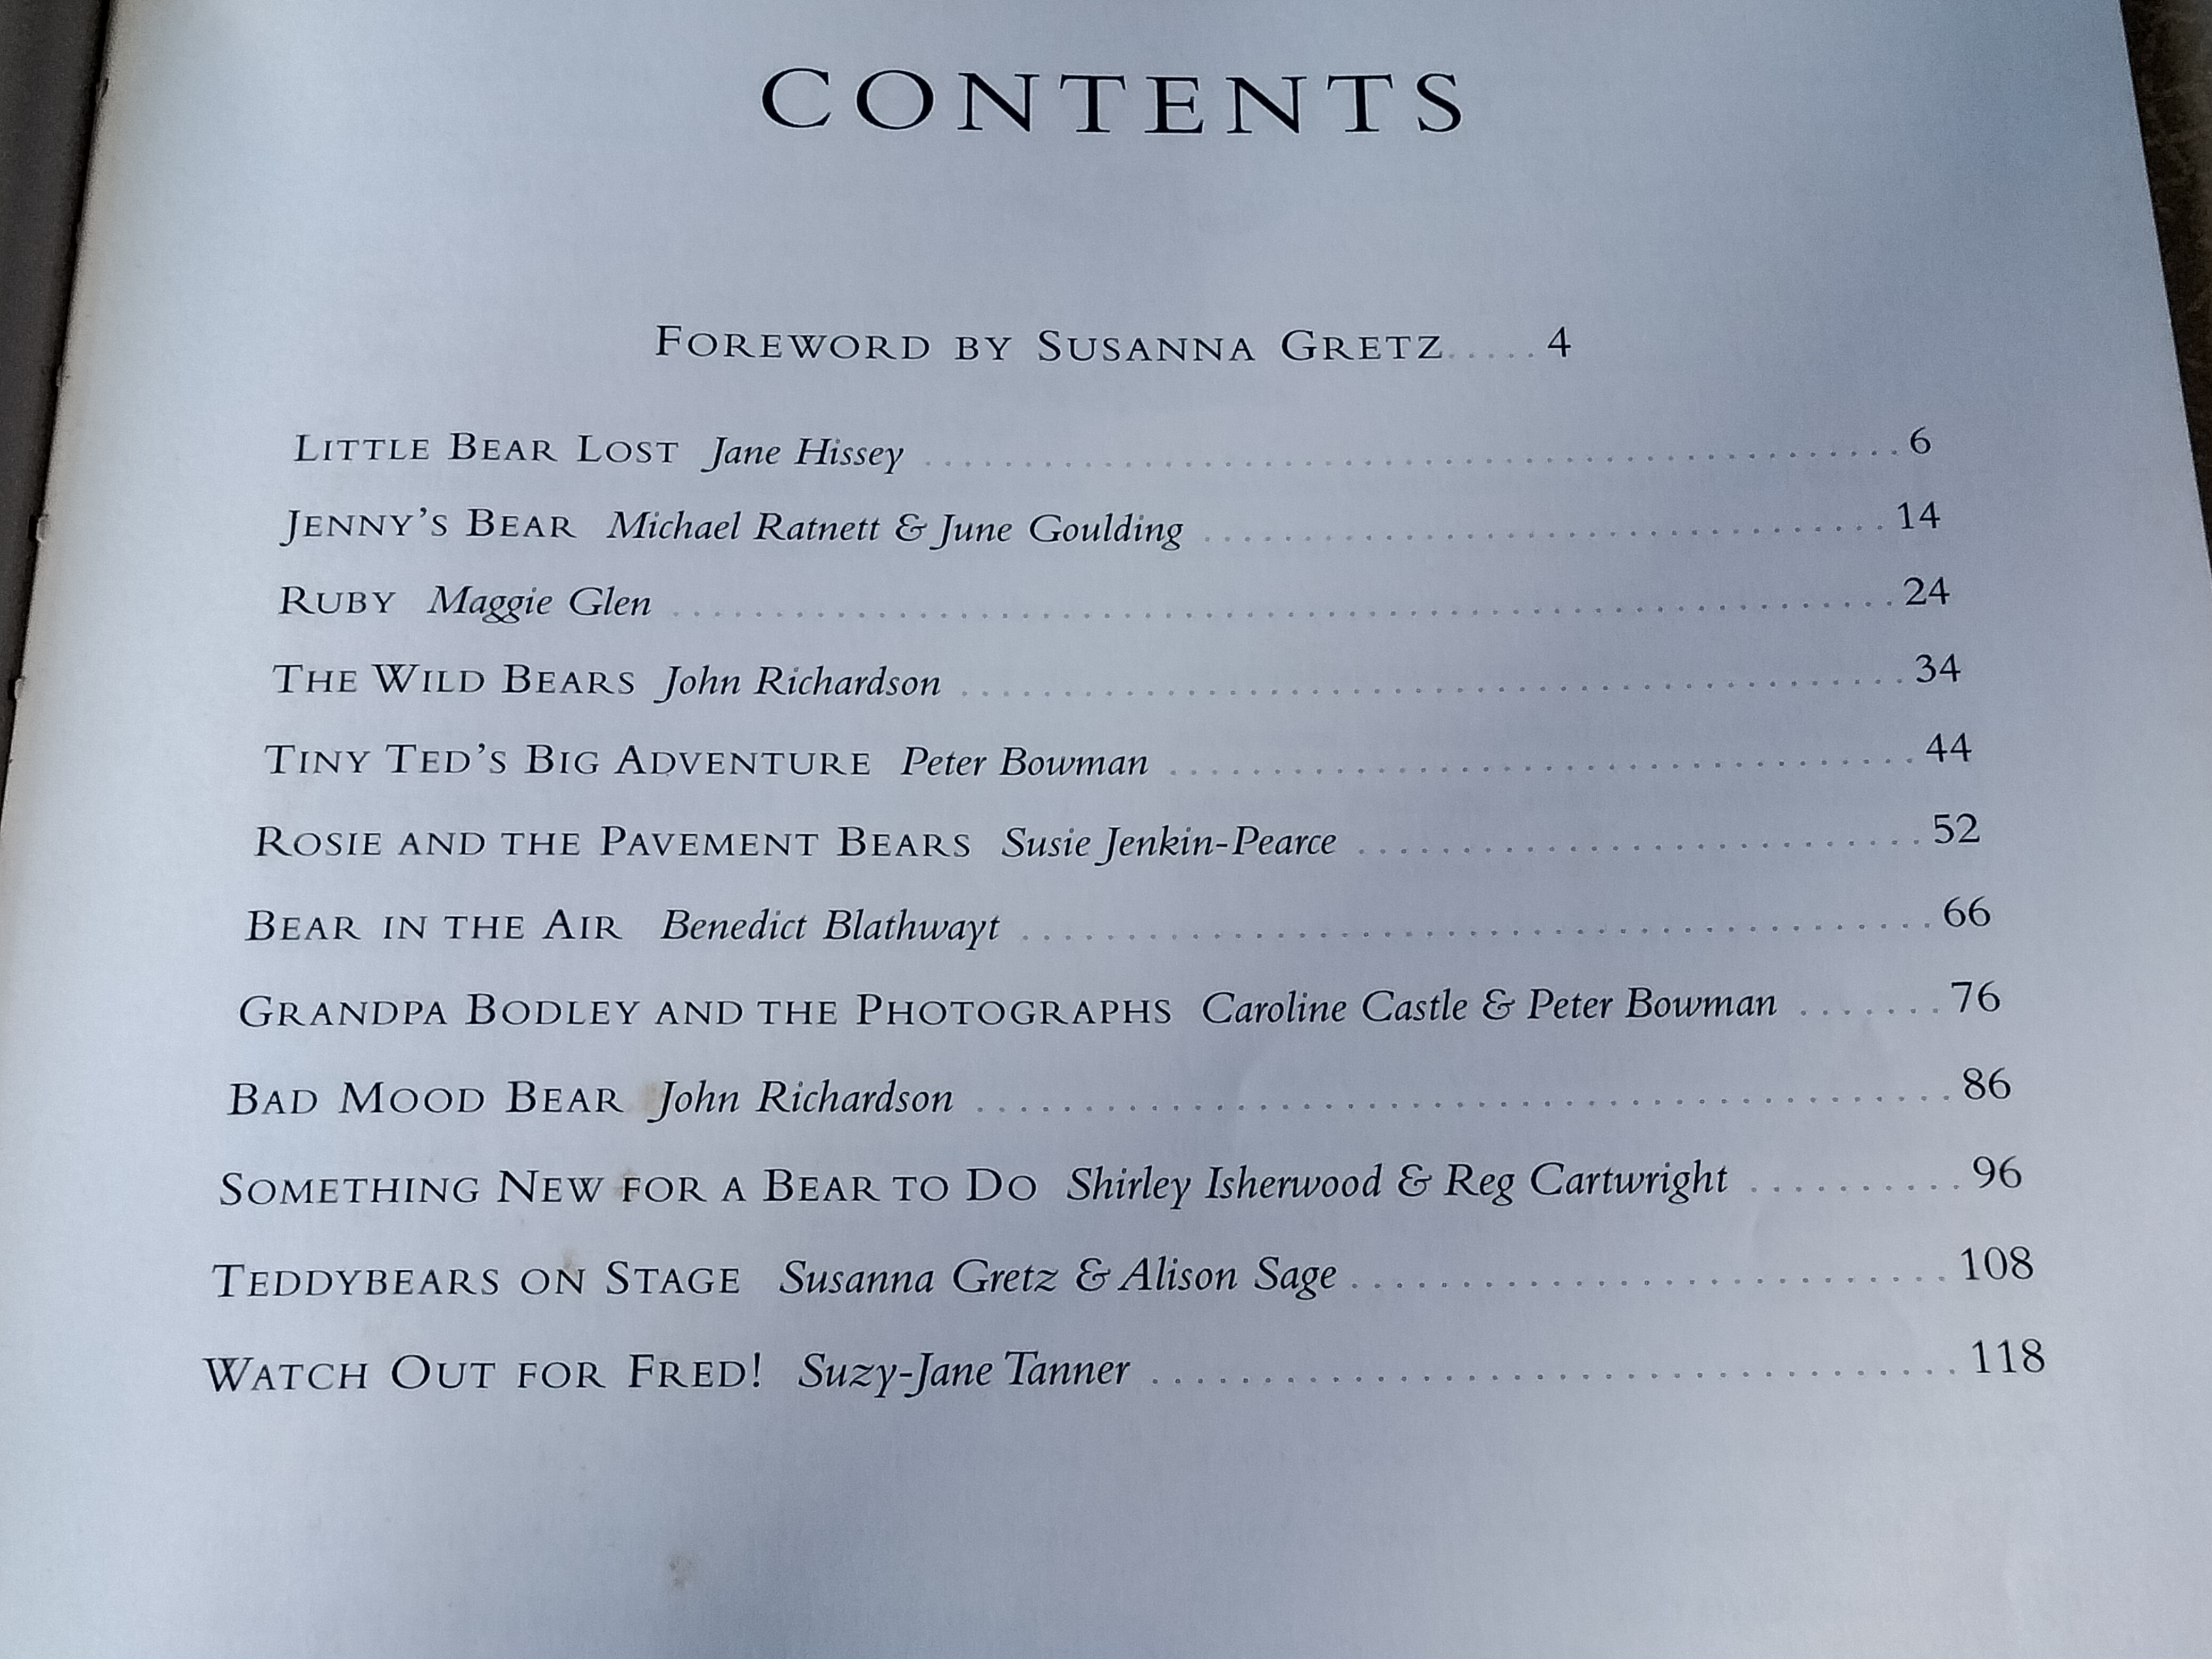 CONTENTS
FOREWORD BY SUSANNA GRETZ.....4
LITTLE BEAR LOST Jane Hissey ........................................ 6
JENNY'S BEAR Michael Ratnett & June Goulding ........................................ 14
RUBY Maggie Glen ........................................ 24
THE WILD BEARS John Richardson ........................................ 34
TINY TED'S BIG ADVENTURE Peter Bowman ........................................ 44
ROSIE AND THE PAVEMENT BEARS Susie Jenkin-Pearce ........................................ 52
BEAR IN THE AIR Benedict Blathwayt ........................................ 66
GRANDPA BODLEY AND THE PHOTOGRAPHS Caroline Castle & Peter Bowman ....... 76
BAD MOOD BEAR John Richardson ........................................ 86
SOMETHING NEW FOR A BEAR TO DO Shirley Isherwood & Reg Cartwright .......... 96
TEDDYBEARS ON STAGE Susanna Gretz & Alison Sage ........................... 108
WATCH OUT FOR FRED! Suzy-Jane Tanner ................................... 118